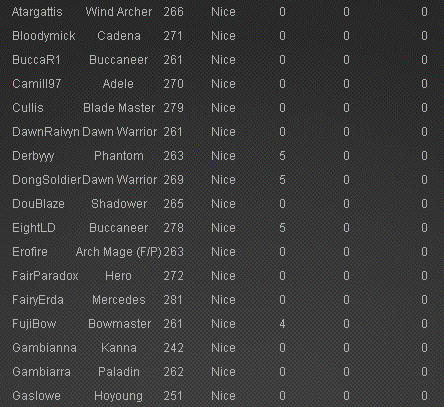 Atargattis Wind Archer 266 Nice 0 0 0
Bloodymick Cadena 271 Nice 0 0 0
BuccaR1 Buccaneer 261 Nice 0 0 0
Camill97 Adele 270 Nice 0 0 0
Cullis Blade Master 279 Nice 0 0 0
DawnRaivyn Dawn Warrior 261 Nice 0 0 0
Derbyyy Phantom 263 Nice 5 0 0
DongSoldier Dawn Warrior 269 Nice 5 0 0
DouBlaze Shadower 265 Nice 0 0 0
EightLD Buccaneer 278 Nice 5 0 0
Erofire Arch Mage (F/P) 263 Nice 0 0 0
FairParadox Hero 272 Nice 0 0 0
FairyErda Mercedes 281 Nice 0 0 0
FujiBow Bowmaster 261 Nice 4 0 0
Gambianna Kanna 242 Nice 0 0 0
Gambiarra Paladin 262 Nice 0 0 0
Gaslowe Hoyoung 251 Nice 0 0 0